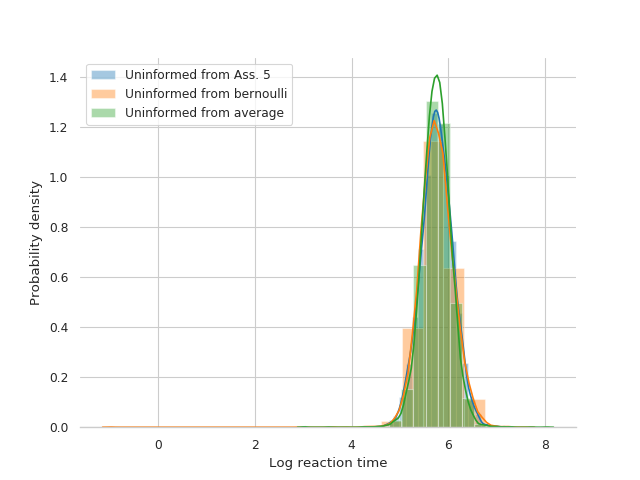 Uninformed from Ass. 5
Uninformed from bernoulli
Uninformed from average
1.4
1.2
1.0
0.8
0.6
0.4
0.2
0.0
Probability density
0 2 4 6 8
Log reaction time